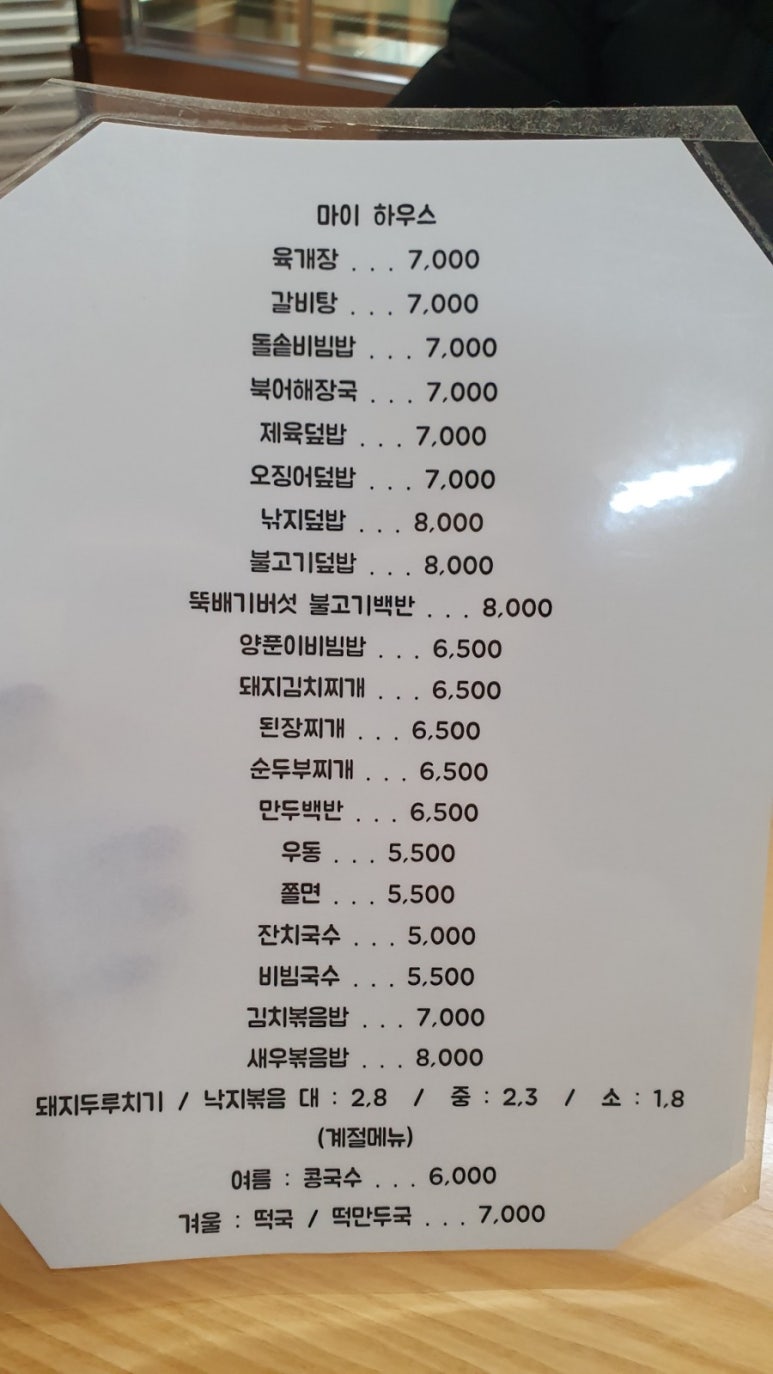 마이 하우스
육개장 . . . 7,000
갈비탕 . . . 7,000
돌솥비빔밥 . . . 7,000
북어해장국 . . . 7,000
제육덮밥 . . . 7,000
오징어덮밥 . . . 7,000
낚지덮밥 . . . 8,000
불고기덮밥 . . . 8,000
뚝배기버섯 불고기백반 . . . 8,000
양푼이비빔밥 . . . 6,500
돼지김치찌개 . . . 6,500
된장찌개 . . . 6,500
순두부찌개 . . . 6,500
만두백반 . . . 6,500
우동 . . . 5,500
쫄면 . . . 5,500
잔치국수 . . . 5,000
비빔국수 . . . 5,500
김치볶음밥 . . . 7,000
새우볶음밥 . . . 8,000
돼지두루치기 / 낙지볶음 대 : 2,8 / 중 : 2,3 / 소 : 1,8
(계절메뉴)
여름 : 콩국수 . . . 6,000
겨울 : 떡국 / 떡만두국 . . . 7,000